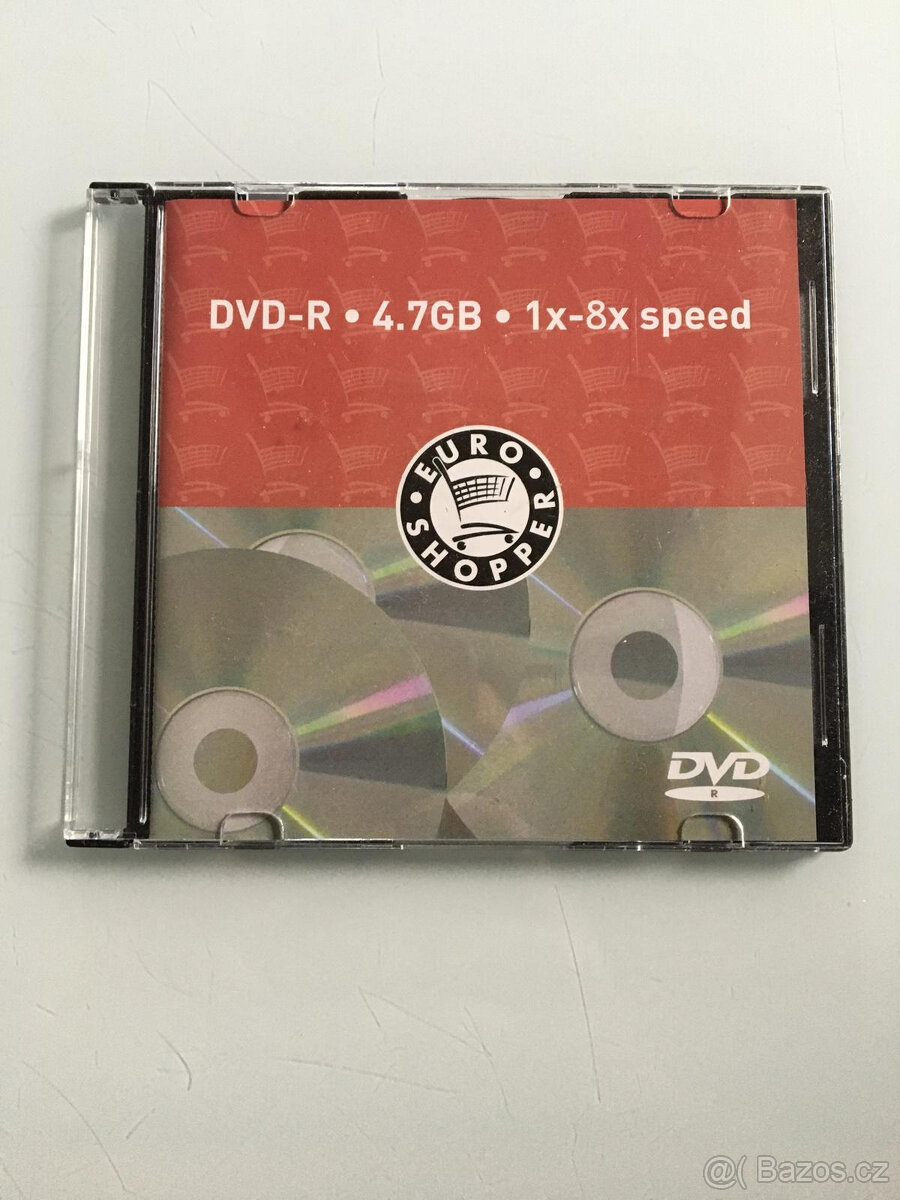 DVD-R • 4.7GB • 1x-8x speed
• EURO •
SHOPPER
DVD
R
@( Bazos.cz